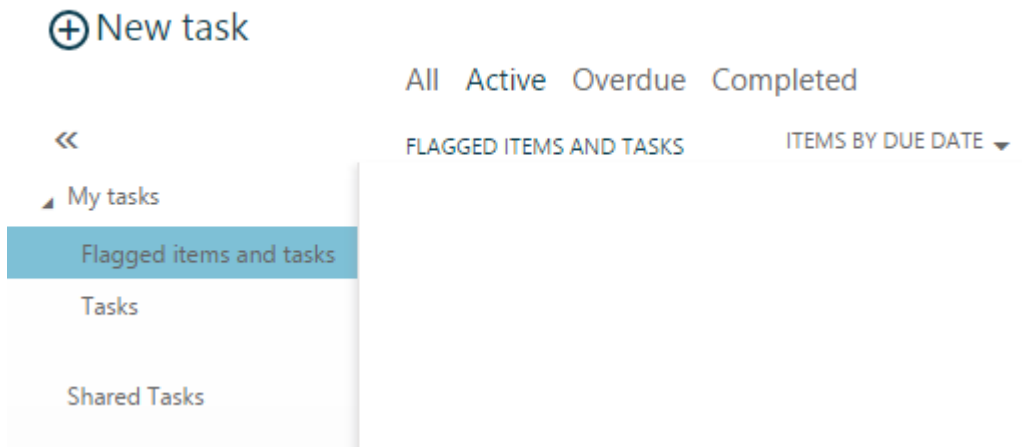 New task
All Active Overdue Completed
«
FLAGGED ITEMS AND TASKS ITEMS BY DUE DATE
My tasks
Flagged items and tasks
Tasks
Shared Tasks